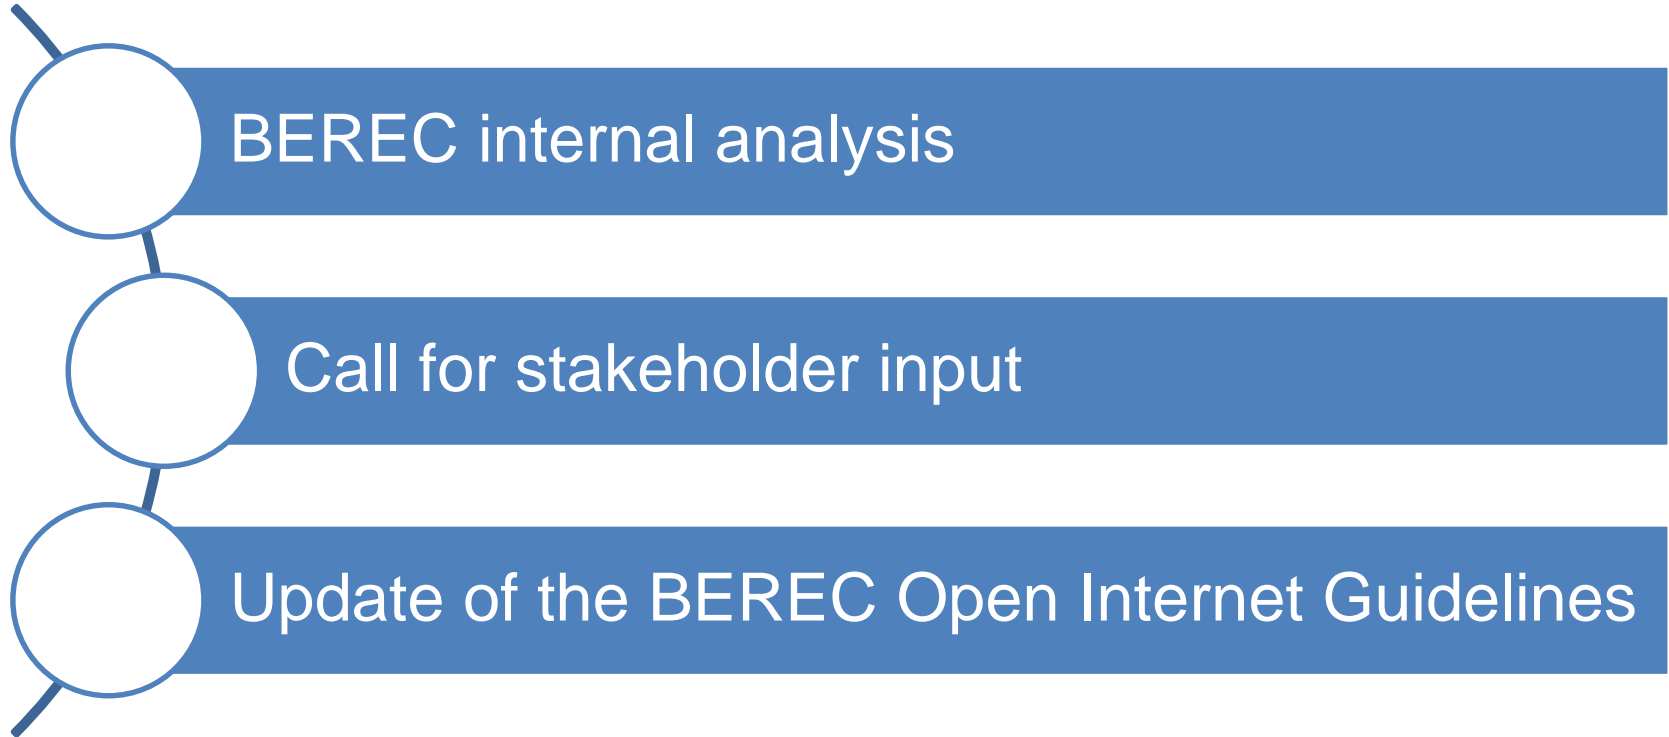 BEREC internal analysis
Call for stakeholder input
Update of the BEREC Open Internet Guidelines